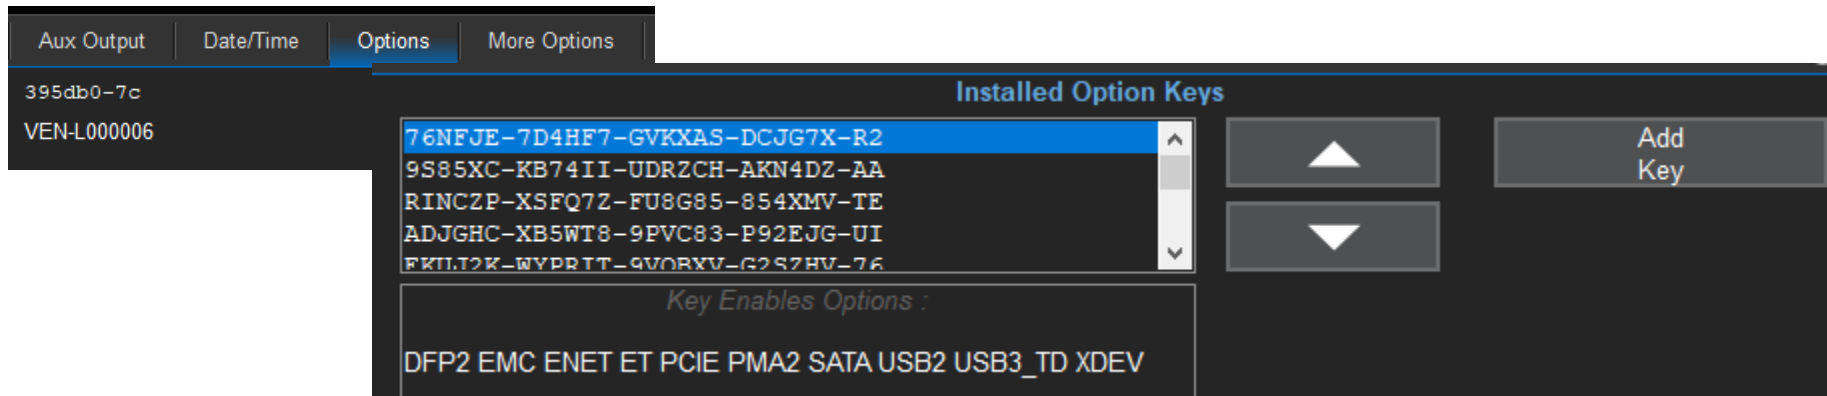 Aux Output Date/Time Options More Options
395db0-7c
VEN-L000006
Installed Option Keys
76NFJE-7D4HF7-GVKXAS-DCJG7X-R2
9S85XC-KB74II-UDRZCH-AKN4DZ-AA
RINCZP-XSFQ7Z-FU8G85-854XMV-TE
ADJGHC-XB5WT8-9PVC83-P92EJG-UI
Add
Key
Key Enables Options :
DFP2 EMC ENET ET PCIE PMA2 SATA USB2 USB3_TD XDEV